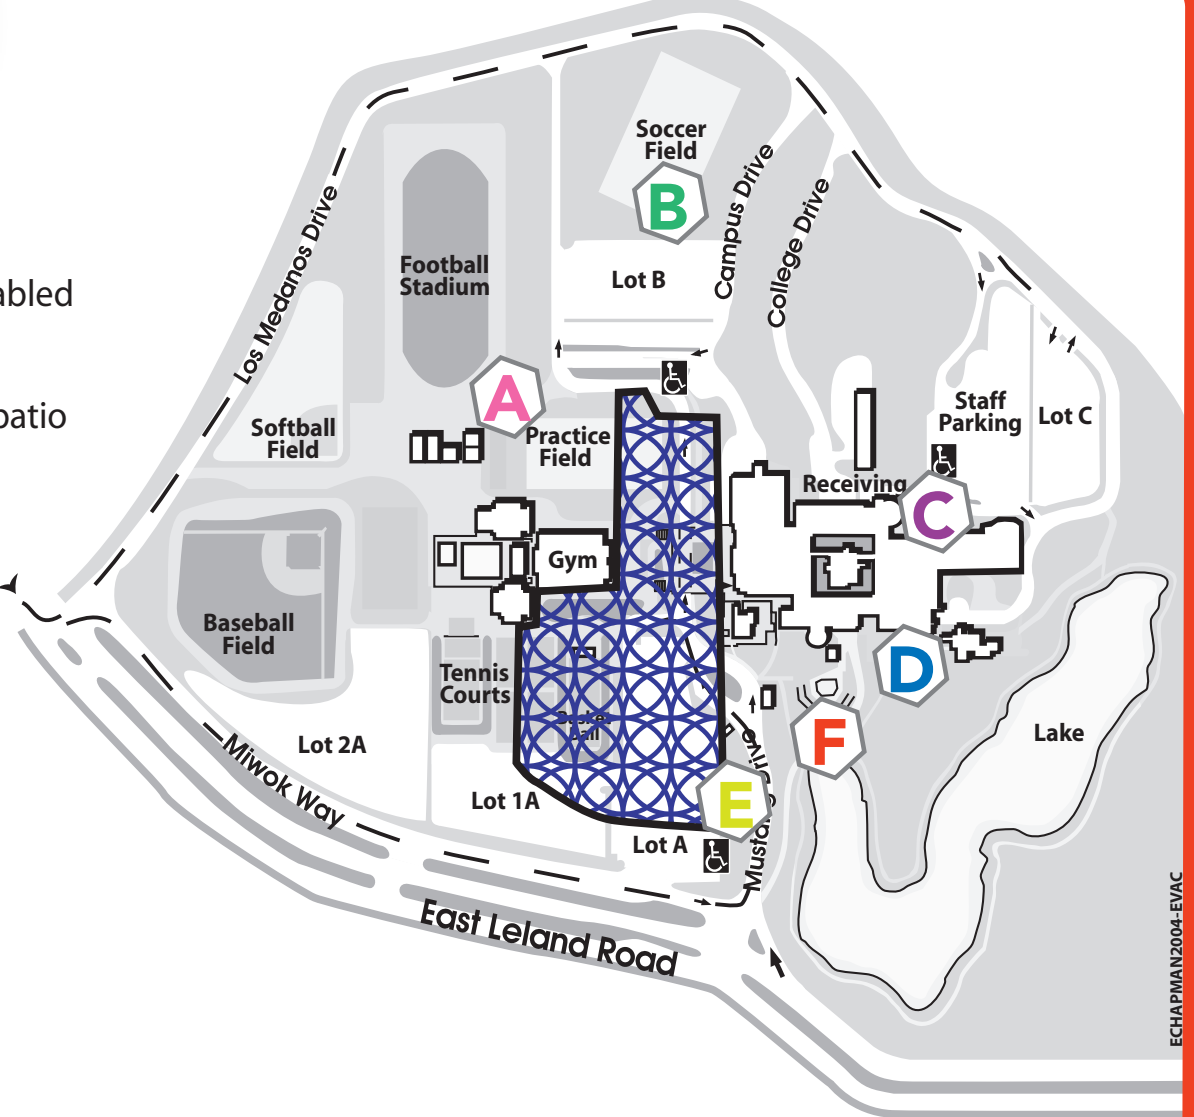 Soccer
Field
B
Campus Drive
College Drive
Los Medanos Drive
Football
Stadium
Lot B
abled
A
patio
Softball
Field
Practice
Field
Staff
Parking
Lot C
Receiving
C
Gym
Baseball
Field
Tennis
Courts
D
Basket
Ball
F
Lake
Lot 2A
Miwok Way
Lot 1A
E
Mustang Drive
Lot A
East Leland Road
ECHAPMAN2004-EVAC